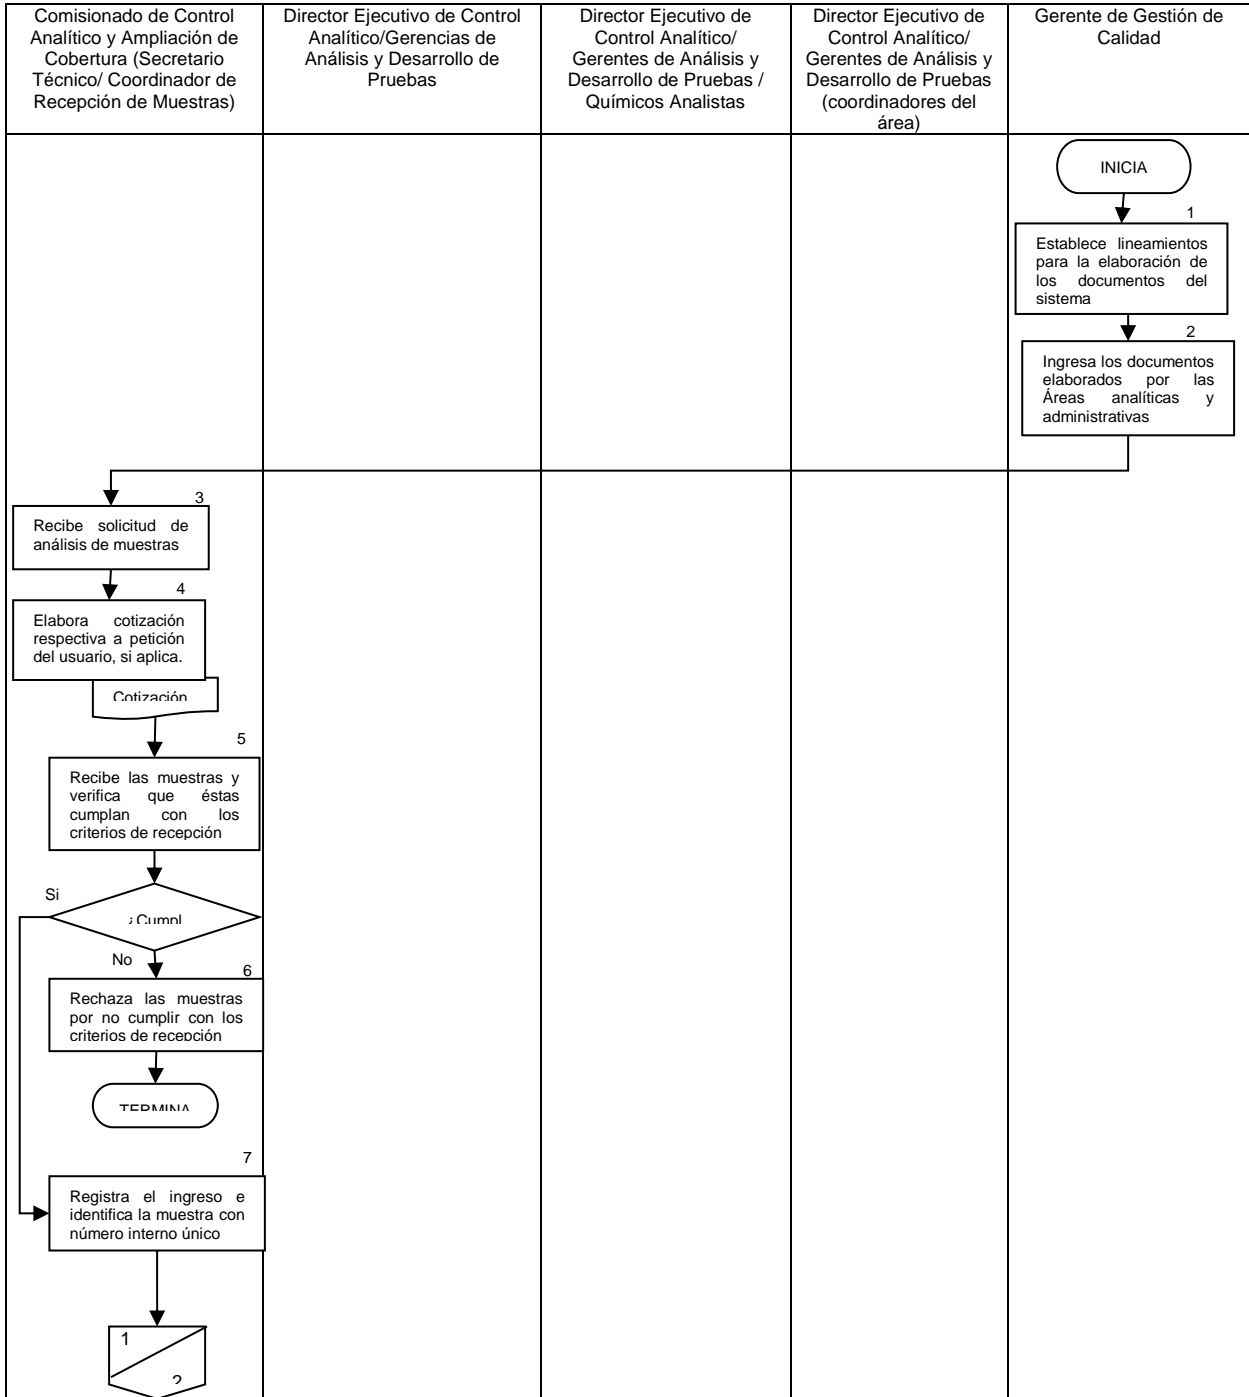 Comisionado de Control
Analítico y Ampliación de
Cobertura (Secretario
Técnico/ Coordinador de
Recepción de Muestras)
Director Ejecutivo de Control
Analítico/Gerencias de
Análisis y Desarrollo de
Pruebas
Director Ejecutivo de
Control Analítico/
Gerentes de Análisis y
Desarrollo de Pruebas /
Químicos Analistas
Director Ejecutivo de
Control Analítico/
Gerentes de Análisis y
Desarrollo de Pruebas
(coordinadores del
área)
Gerente de Gestión de
Calidad
INICIA
1
Establece lineamientos
para la elaboración de
los documentos del
sistema
2
Ingresa los documentos
elaborados por las
Áreas analíticas y
administrativas
3
Recibe solicitud de
análisis de muestras
4
Elabora cotización
respectiva a petición
del usuario, si aplica.
Cotización
5
Recibe las muestras y
verifica que éstas
cumplan con los
criterios de recepción
Si
¿Cumpl
No
6
Rechaza las muestras
por no cumplir con los
criterios de recepción
TERMINA
7
Registra el ingreso e
identifica la muestra con
número interno único
1
2